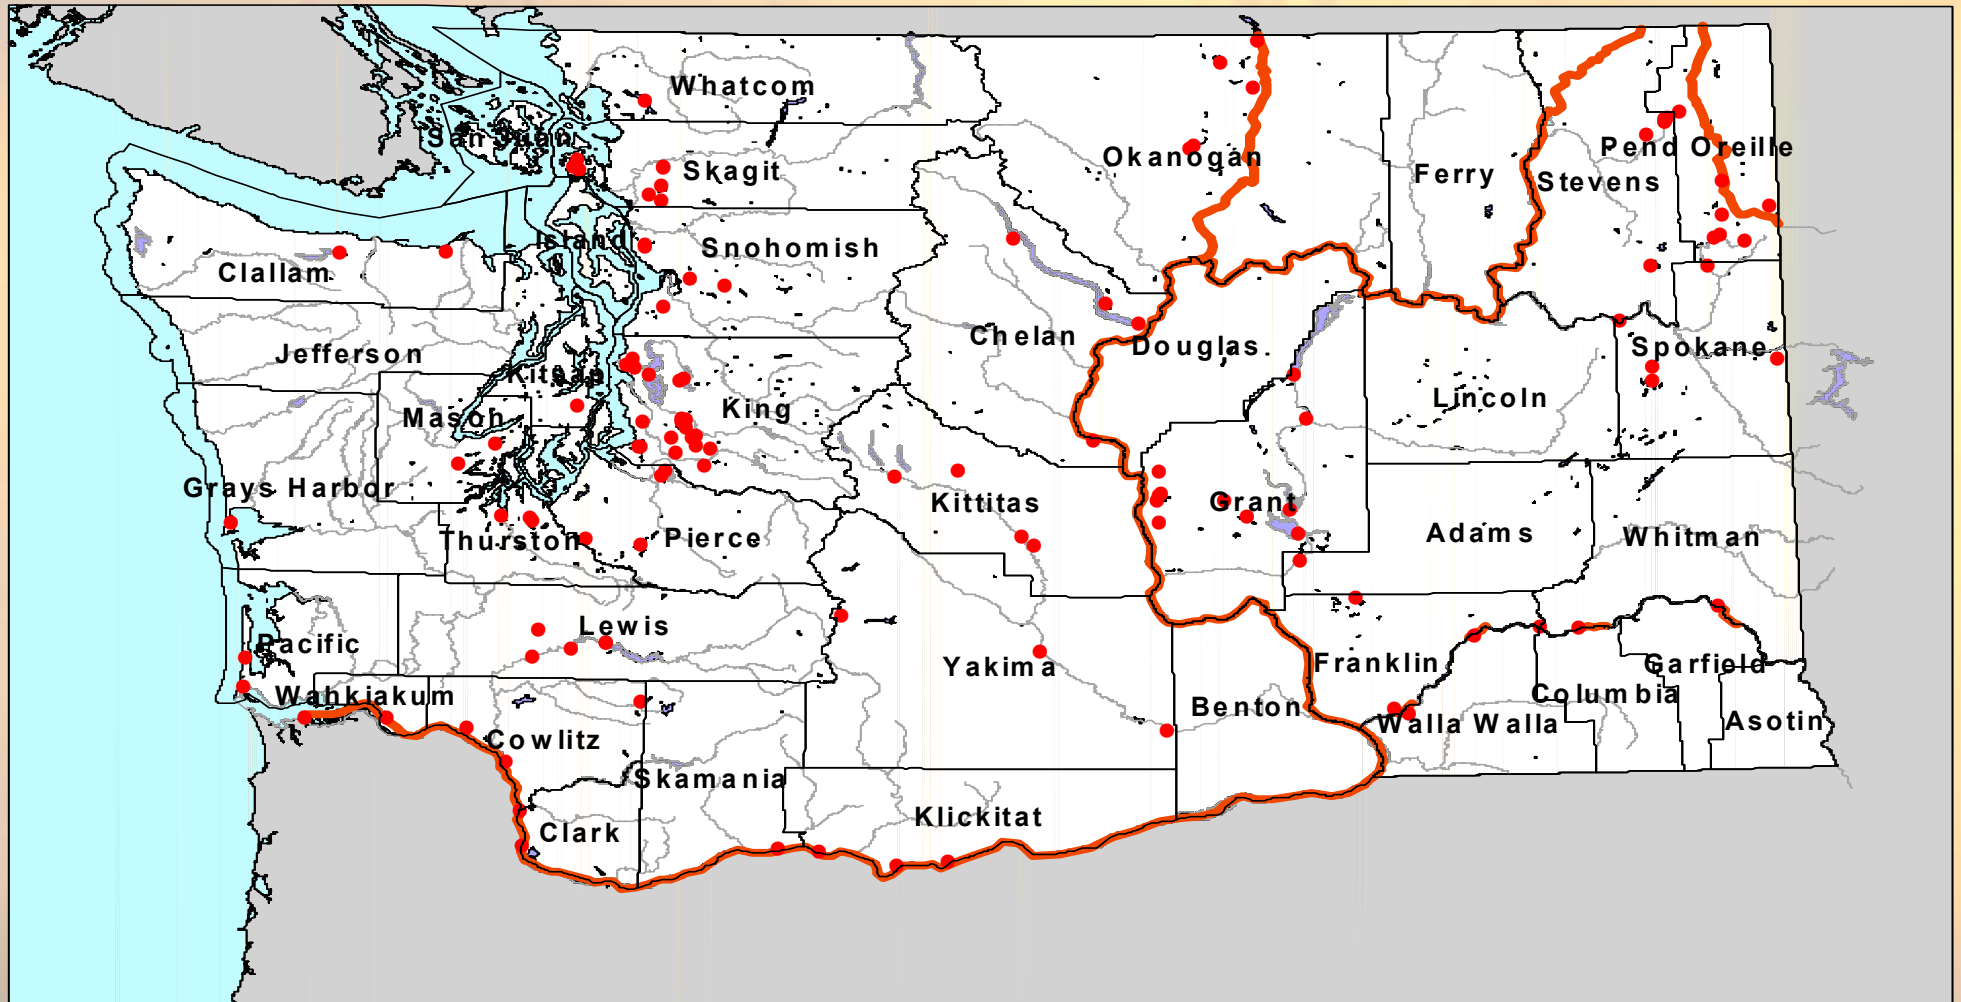 Whatcom
San Juan
Skagit
Okanogan
Ferry
Pend Oreille
Stevens
Island
Snohomish
Clallam
Chelan
Douglas
Spokane
Jefferson
Kitsap
King
Lincoln
Mason
Grays Harbor
Kittitas
Grant
Adams
Whitman
Thurston
Pierce
Lewis
Pacific
Yakima
Franklin
Garfield
Columbia
Wahkiakum
Benton
Walla Walla
Asotin
Cowlitz
Skamania
Klickitat
Clark